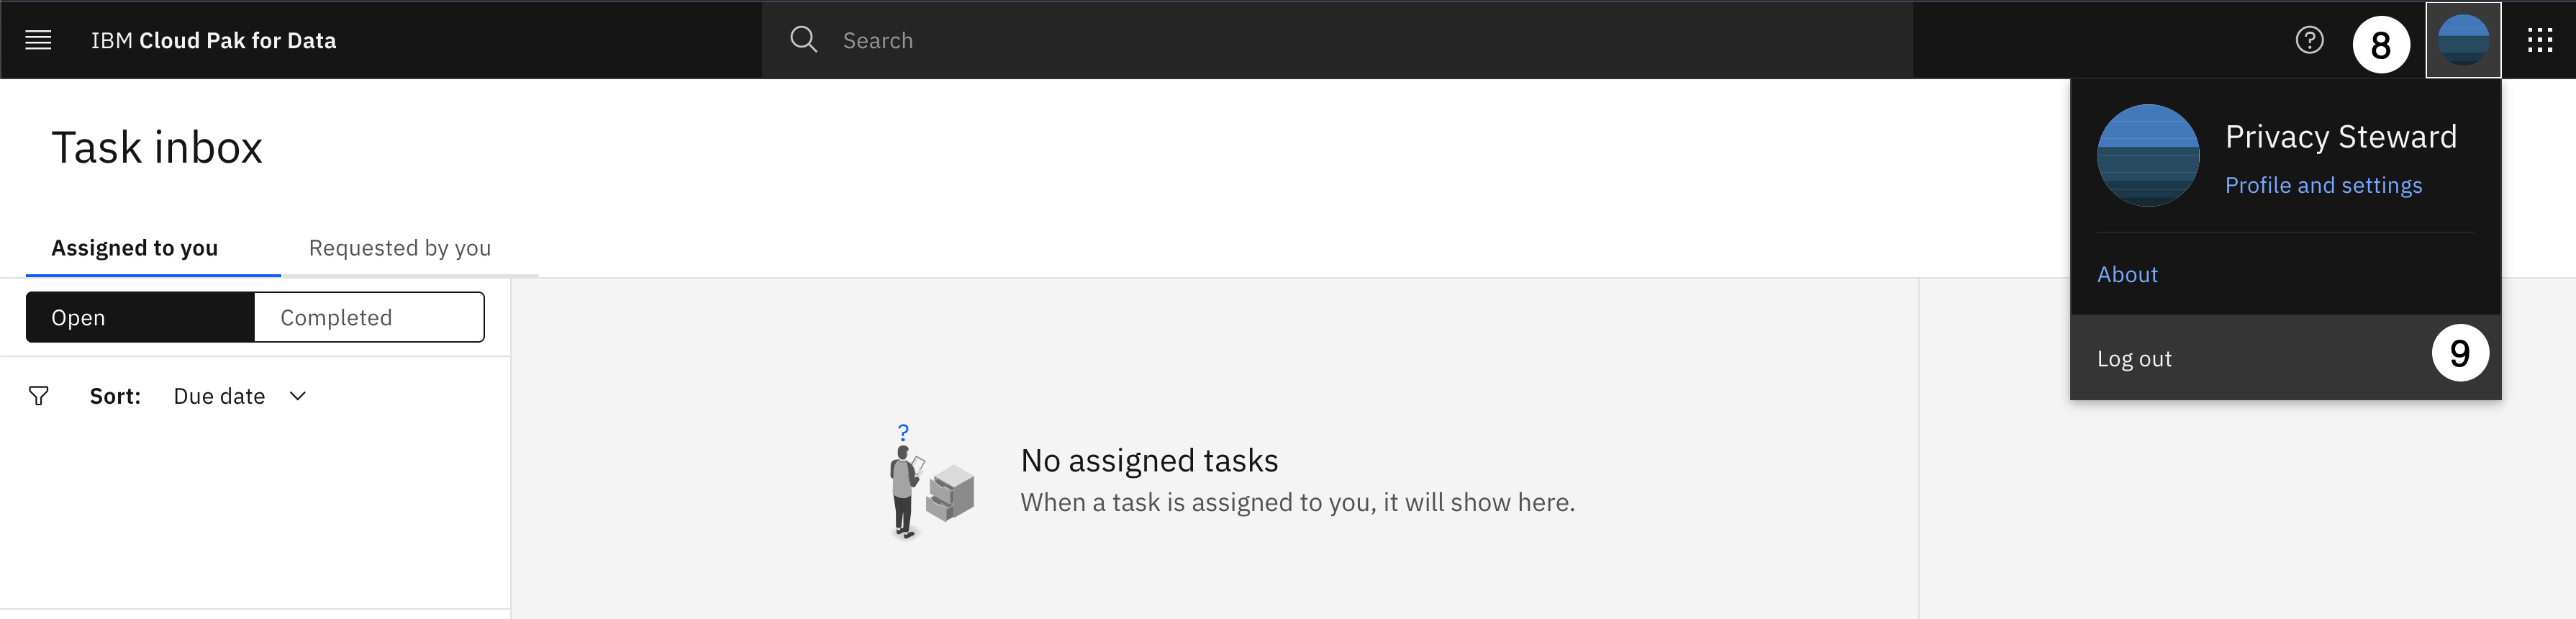 IBM Cloud Pak for Data
Search
8
Privacy Steward
Profile and settings
About
Log out
9
Task inbox
Assigned to you
Requested by you
Open
Completed
Sort: Due date
?
No assigned tasks
When a task is assigned to you, it will show here.